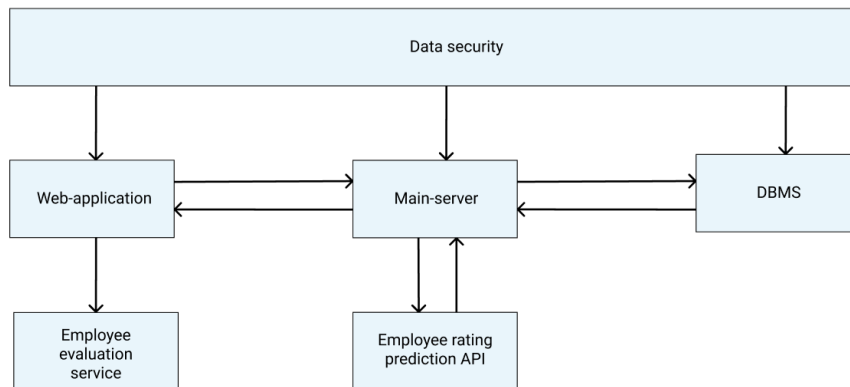 Data security
Web-application
Main-server
DBMS
Employee
evaluation
service
Employee rating
prediction API